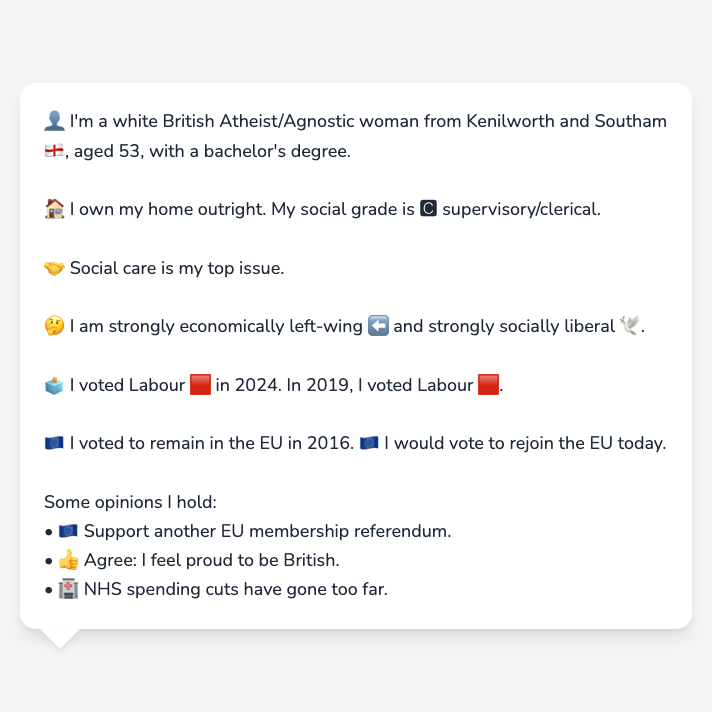 👤 I'm a white British Atheist/Agnostic woman from Kenilworth and Southam
🏴󠁧󠁢󠁥󠁮󠁧󠁿, aged 53, with a bachelor's degree.
🏠 I own my home outright. My social grade is 🅲 supervisory/clerical.
🤝 Social care is my top issue.
🤔 I am strongly economically left-wing ⬅️ and strongly socially liberal 🕊️.
🗳️ I voted Labour 🟥 in 2024. In 2019, I voted Labour 🟥.
🇪🇺 I voted to remain in the EU in 2016. 🇪🇺 I would vote to rejoin the EU today.
Some opinions I hold:
• 🇪🇺 Support another EU membership referendum.
• 👍 Agree: I feel proud to be British.
• 🏥 NHS spending cuts have gone too far.